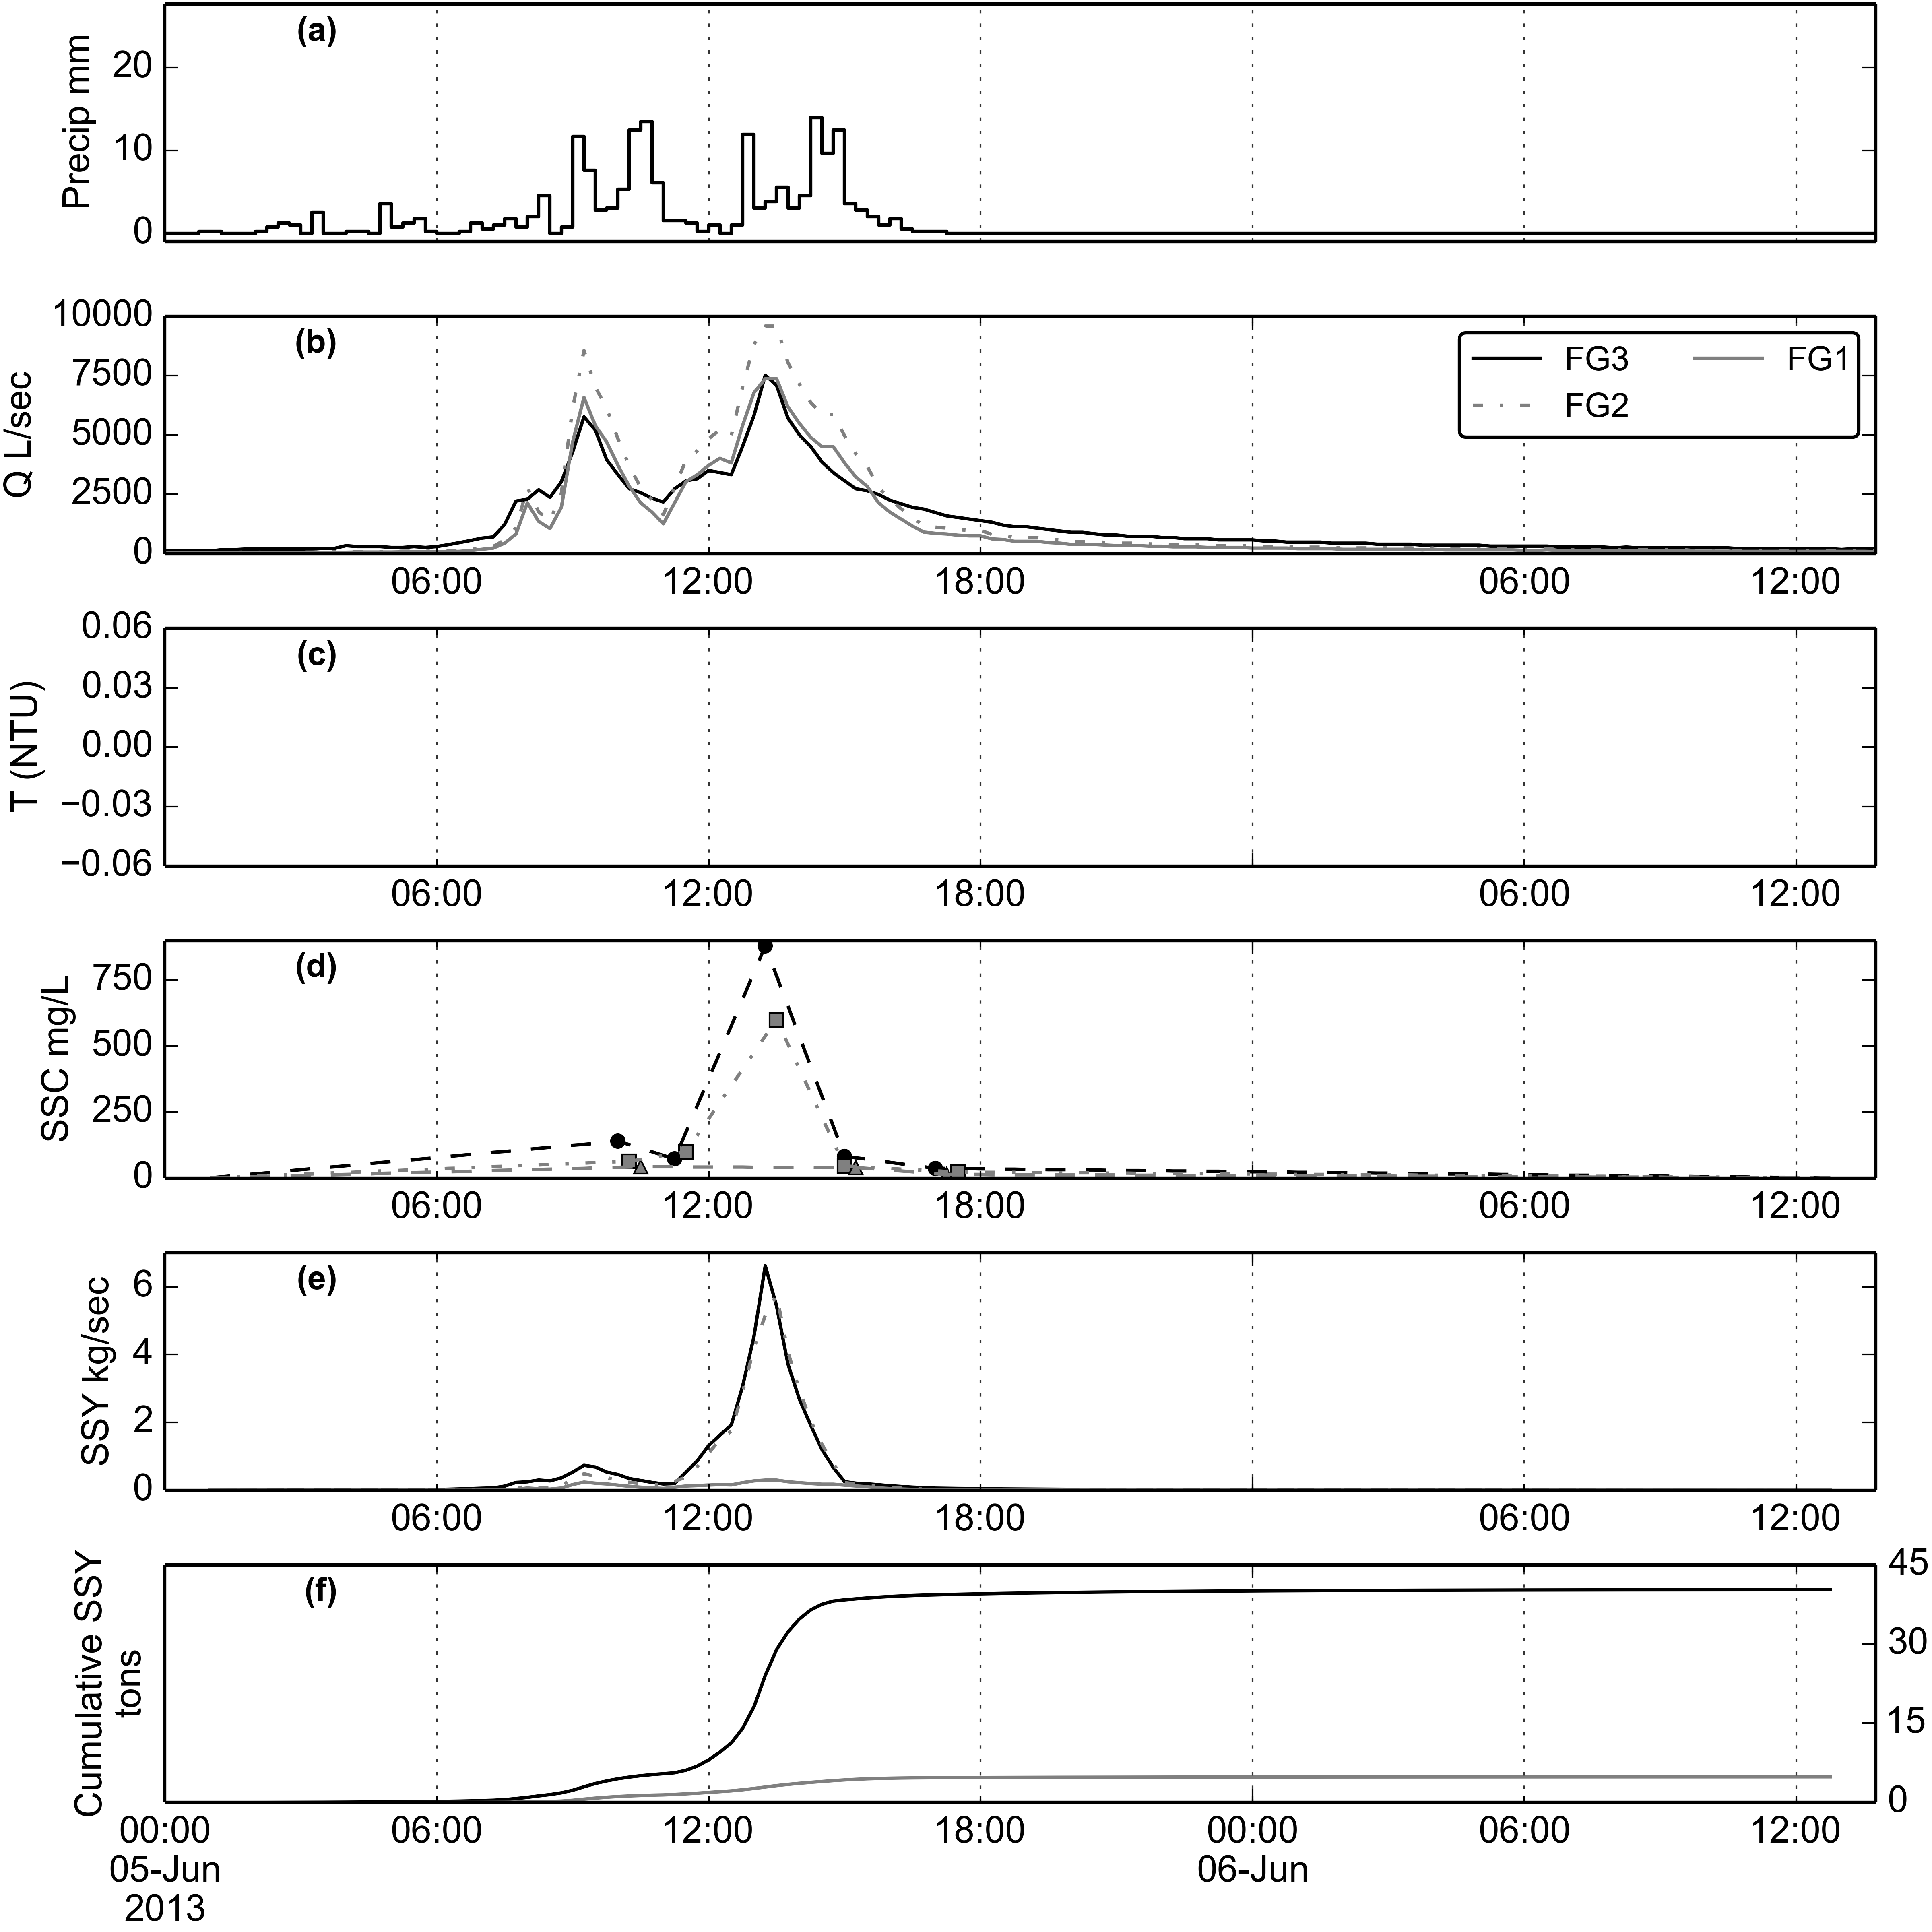 (a)
Precip mm
20
10
0
(b)
Q L/sec
10000
7500
5000
2500
0
FG3 FG1
FG2
06:00 12:00 18:00 06:00 12:00
(c)
T (NTU)
0.06
0.03
0.00
−0.03
−0.06
06:00 12:00 18:00 06:00 12:00
(d)
SSC mg/L
750
500
250
0
06:00 12:00 18:00 06:00 12:00
(e)
SSY kg/sec
6
4
2
0
06:00 12:00 18:00 06:00 12:00
(f)
Cumulative SSY
tons
45
30
15
0
00:00 06:00 12:00 18:00 00:00 06:00 12:00
05-Jun 06-Jun
2013